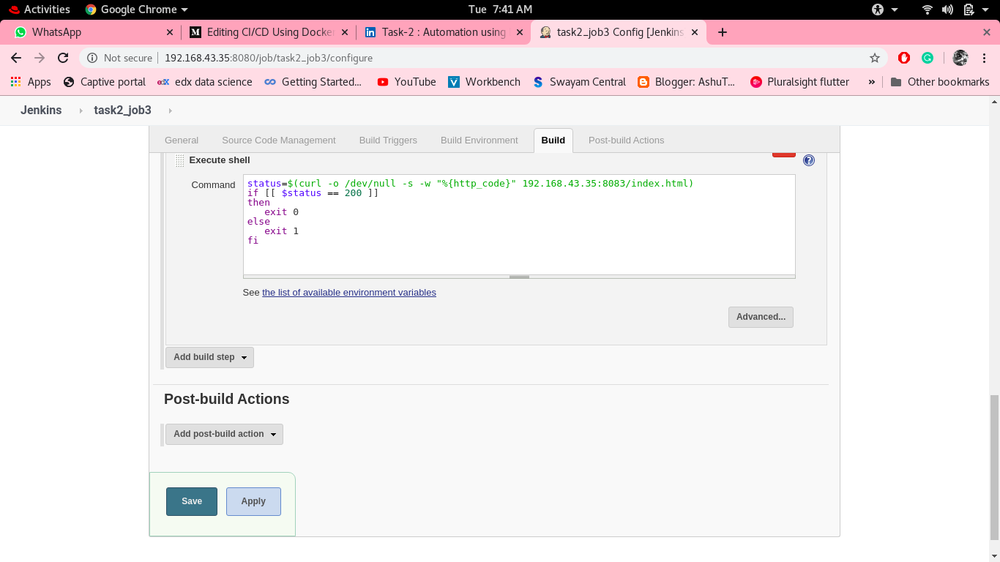 Activities Google Chrome Tue 7:41 AM
WhatsApp Editing CI/CD Using Docke Task-2 : Automation using task2_job3 Config [Jenkins
Not secure 192.168.43.35:8080/job/task2_job3/configure
Apps Captive portal edx data science Getting Started... YouTube Workbench Swayam Central Blogger: AshuT... Pluralsight flutter » Other bookmarks
Jenkins task2_job3
General Source Code Management Build Triggers Build Environment Build Post-build Actions
Execute shell
Command
status=$(curl -o /dev/null -s -w "%{http_code}" 192.168.43.35:8083/index.html)
if [[ $status == 200 ]]
then
exit 0
else
exit 1
fi
See the list of available environment variables
Advanced...
Add build step
Post-build Actions
Add post-build action
Save Apply